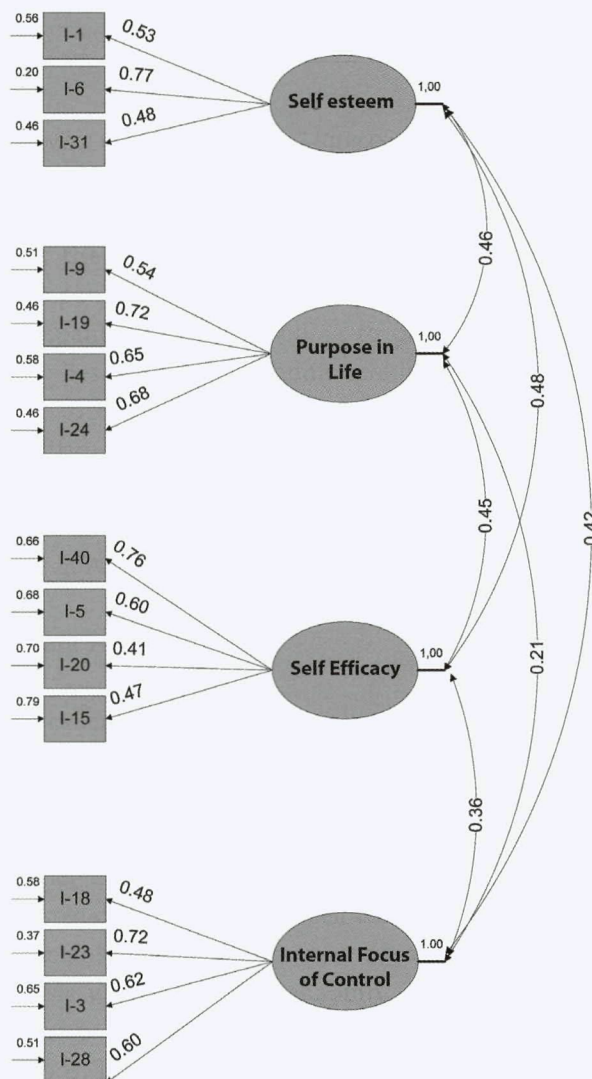 0.56
I-1
0.53
0.20
I-6
0.77
0.46
I-31
0.48
Self esteem
1,00
0.51
I-9
0.54
0.46
I-19
0.72
0.58
I-4
0.65
0.46
I-24
0.68
Purpose in
Life
1,00
0.66
I-40
0.76
0.68
I-5
0.60
0.70
I-20
0.41
0.79
I-15
0.47
Self Efficacy
1,00
0.58
I-18
0.48
0.37
I-23
0.72
0.65
I-3
0.62
0.51
I-28
0.60
Internal Focus
of Control
1.00
0.46
0.48
0.45
0.21
0.36